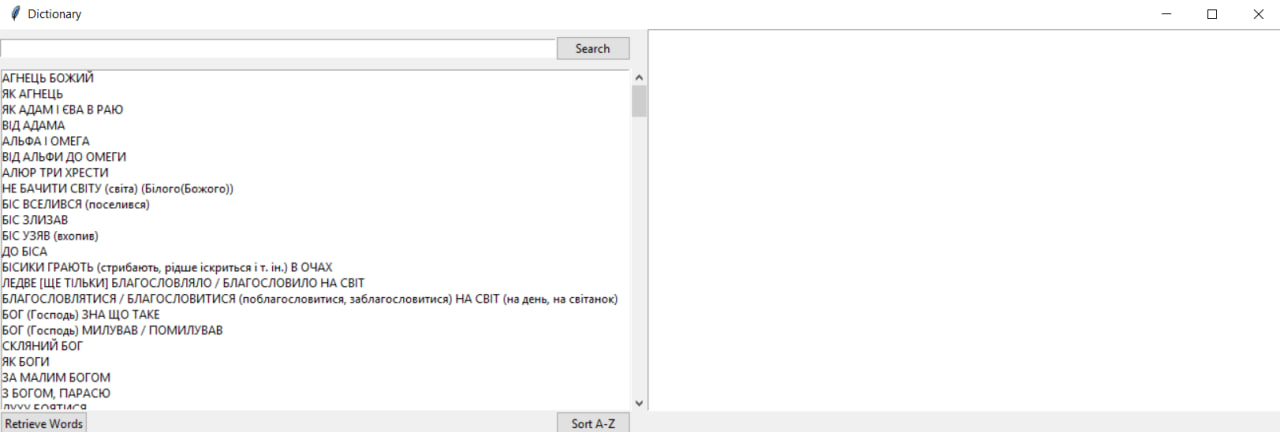 Dictionary
Search
АГНЕЦЬ БОЖИЙ
ЯК АГНЕЦЬ
ЯК АДАМ І ЄВА В РАЮ
ВІД АДАМА
АЛЬФА І ОМЕГА
ВІД АЛЬФИ ДО ОМЕГИ
АЛЮР ТРИ ХРЕСТИ
НЕ БАЧИТИ СВІТУ (світа) (Білого(Божого))
БІС ВСЕЛИВСЯ (поселився)
БІС ЗЛИЗАВ
БІС УЗЯВ (вхопив)
ДО БІСА
БІСИКИ ГРАЮТЬ (стрибають, рідше іскриться і т. ін.) В ОЧАХ
ЛЕДВЕ [ЩЕ ТІЛЬКИ] БЛАГОСЛОВЛЯЛО / БЛАГОСЛОВИЛО НА СВІТ
БЛАГОСЛОВЛЯТИСЯ / БЛАГОСЛОВИТИСЯ (поблагословитися, заблагословитися) НА СВІТ (на день, на світанок)
БОГ (Господь) ЗНА ЩО ТАКЕ
БОГ (Господь) МИЛУВАВ / ПОМИЛУВАВ
СКЛЯНИЙ БОГ
ЯК БОГИ
ЗА МАЛИМ БОГОМ
З БОГОМ, ПАРАСЮ
ДУХУ БОЯТИСЯ
Retrieve Words
Sort A-Z